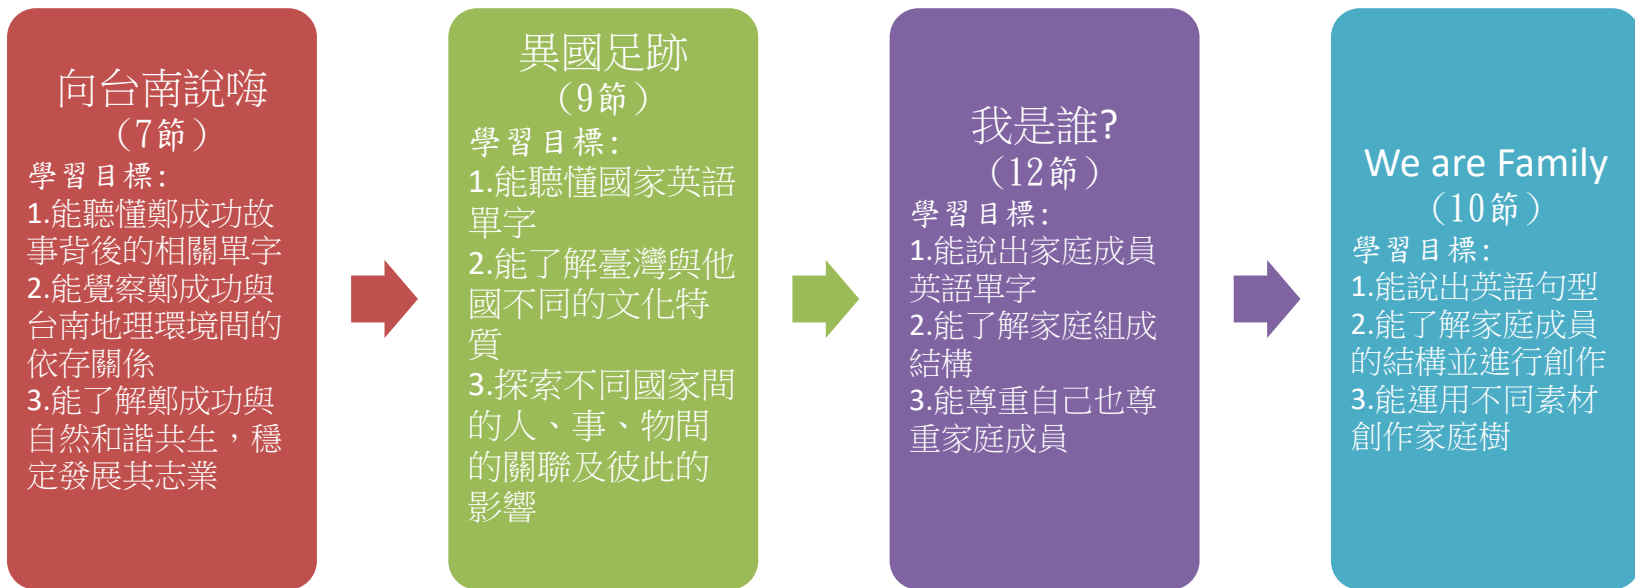 向台南說嗨
（7節）
學習目標:
1.能聽懂鄭成功故
事背後的相關單字
2.能覺察鄭成功與
台南地理環境間的
依存關係
3.能了解鄭成功與
自然和諧共生，穩
定發展其志業
異國足跡
（9節）
學習目標:
1.能聽懂國家英語
單字
2.能了解臺灣與他
國不同的文化特
質
3.探索不同國家間
的人、事、物間
的關聯及彼此的
影響
我是誰?
（12節）
學習目標:
1.能說出家庭成員
英語單字
2.能了解家庭組成
結構
3.能尊重自己也尊
重家庭成員
We are Family
（10節）
學習目標:
1.能說出英語句型
2.能了解家庭成員
的結構並進行創作
3.能運用不同素材
創作家庭樹